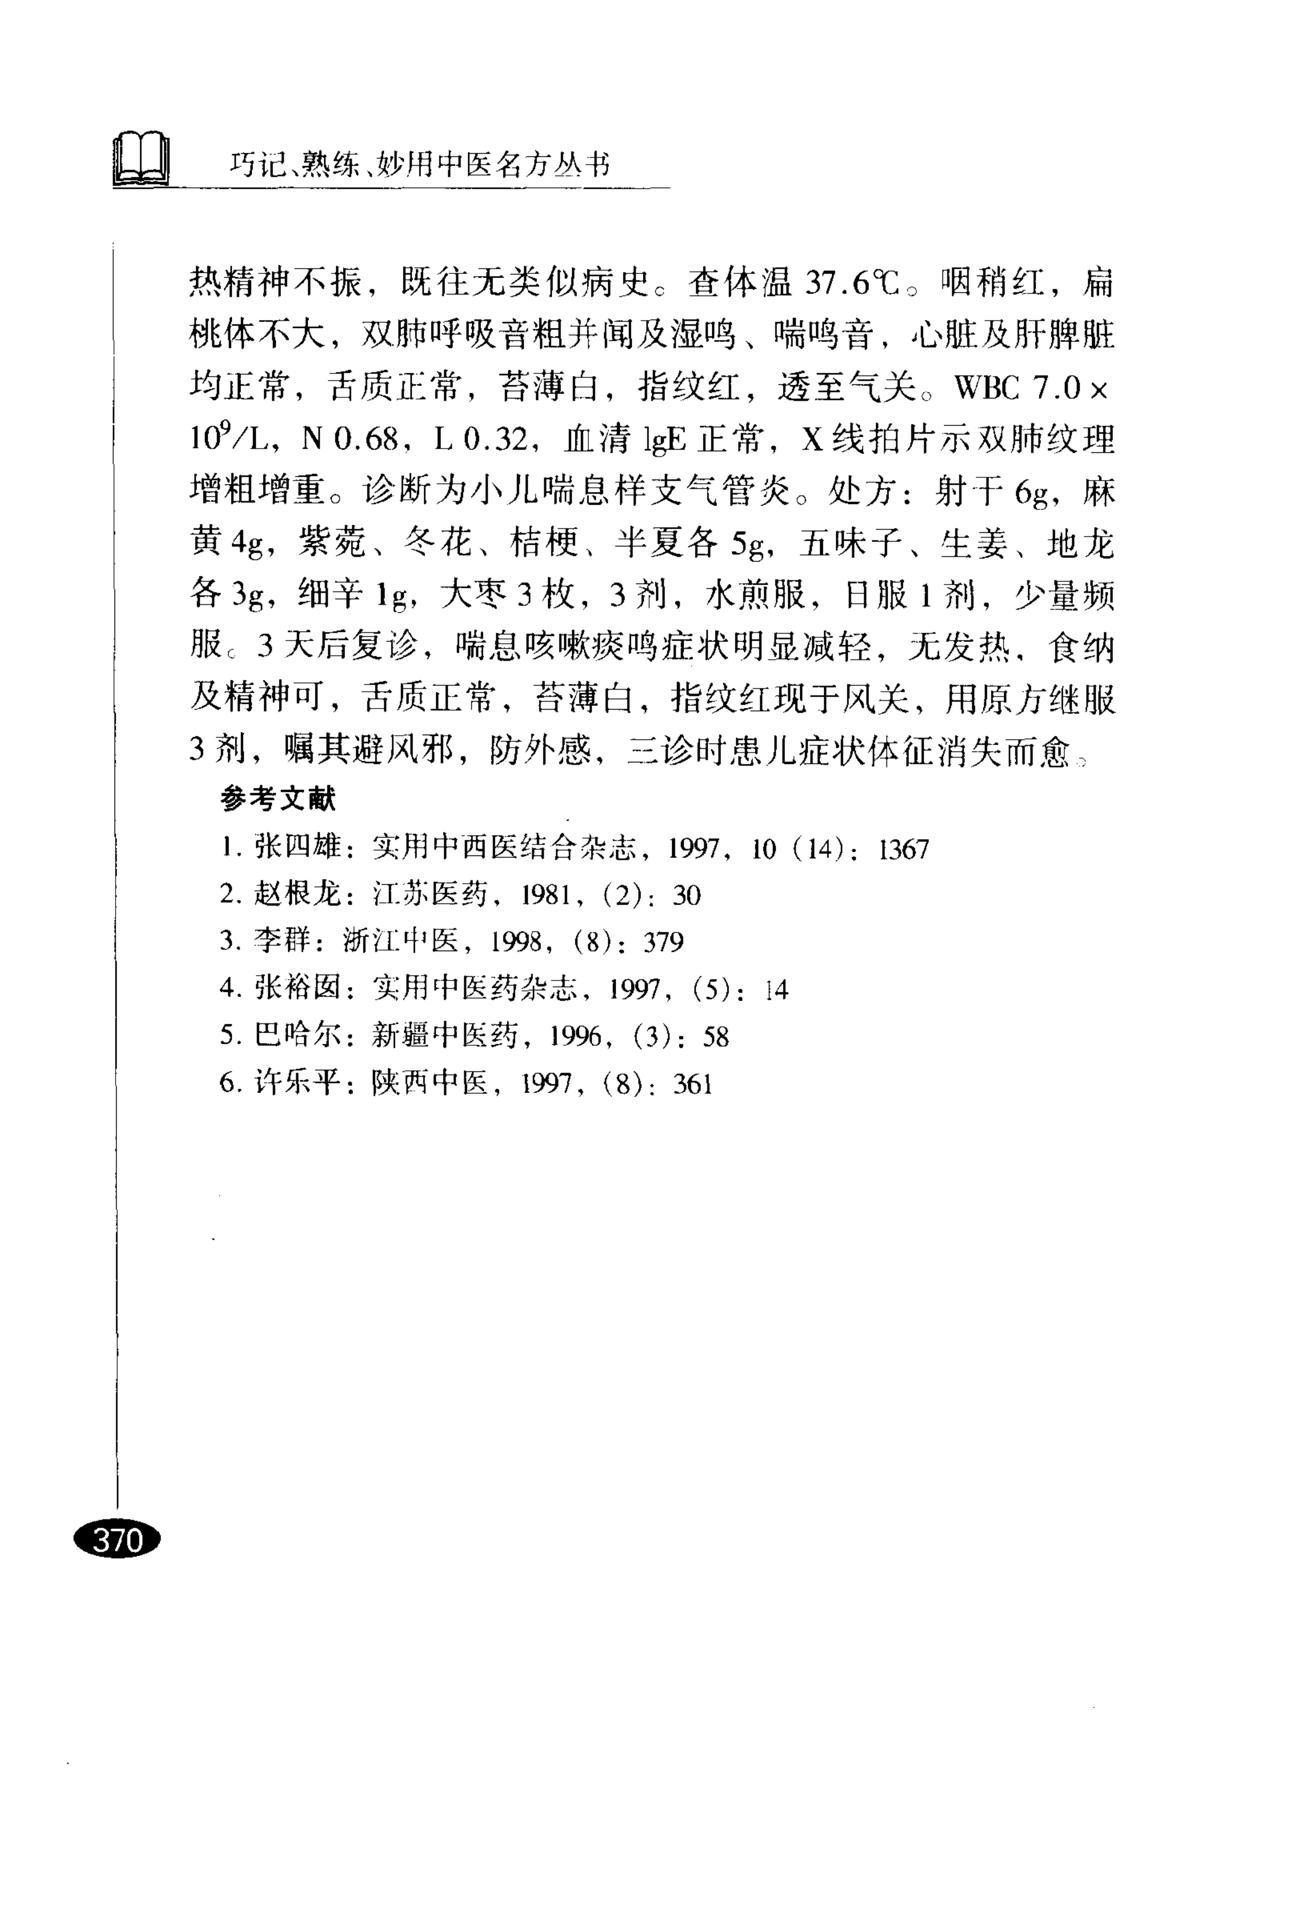 巧记、熟练、妙用中医名方丛书
热精神不振，既往无类似病史。查体温 37.6℃。咽稍红，扁
桃体不大，双肺呼吸音粗并闻及湿鸣、喘鸣音，心脏及肝脾脏
均正常，舌质正常，苔薄白，指纹红，透至气关。WBC 7.0×
10⁹/L，N 0.68，L 0.32，血清 IgE 正常，X 线拍片示双肺纹理
增粗增重。诊断为小儿喘息样支气管炎。处方：射干 6g，麻
黄 4g，紫菀、冬花、桔梗、半夏各 5g，五味子、生姜、地龙
各 3g，细辛 1g，大枣 3 枚，3 剂，水煎服，日服 1 剂，少量频
服。3 天后复诊，喘息咳嗽痰鸣症状明显减轻，无发热，食纳
及精神可，舌质正常，苔薄白，指纹红现于风关，用原方继服
3 剂，嘱其避风邪，防外感，三诊时患儿症状体征消失而愈。
参考文献
1. 张四雄：实用中西医结合杂志，1997，10（14）：1367
2. 赵根龙：江苏医药，1981，（2）：30
3. 李群：浙江中医，1998，（8）：379
4. 张裕囡：实用中医药杂志，1997，（5）：14
5. 巴哈尔：新疆中医药，1996，（3）：58
6. 许乐平：陕西中医，1997，（8）：361
370